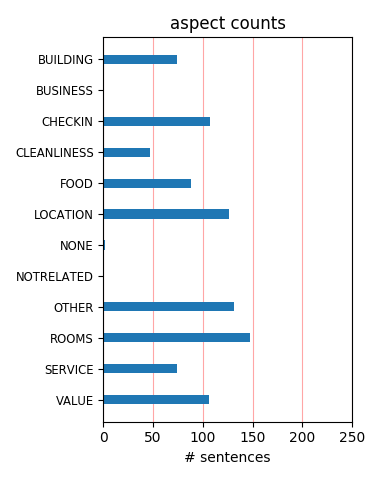 aspect counts
BUILDING
BUSINESS
CHECKIN
CLEANLINESS
FOOD
LOCATION
NONE
NOTRELATED
OTHER
ROOMS
SERVICE
VALUE
0 50 100 150 200 250
# sentences